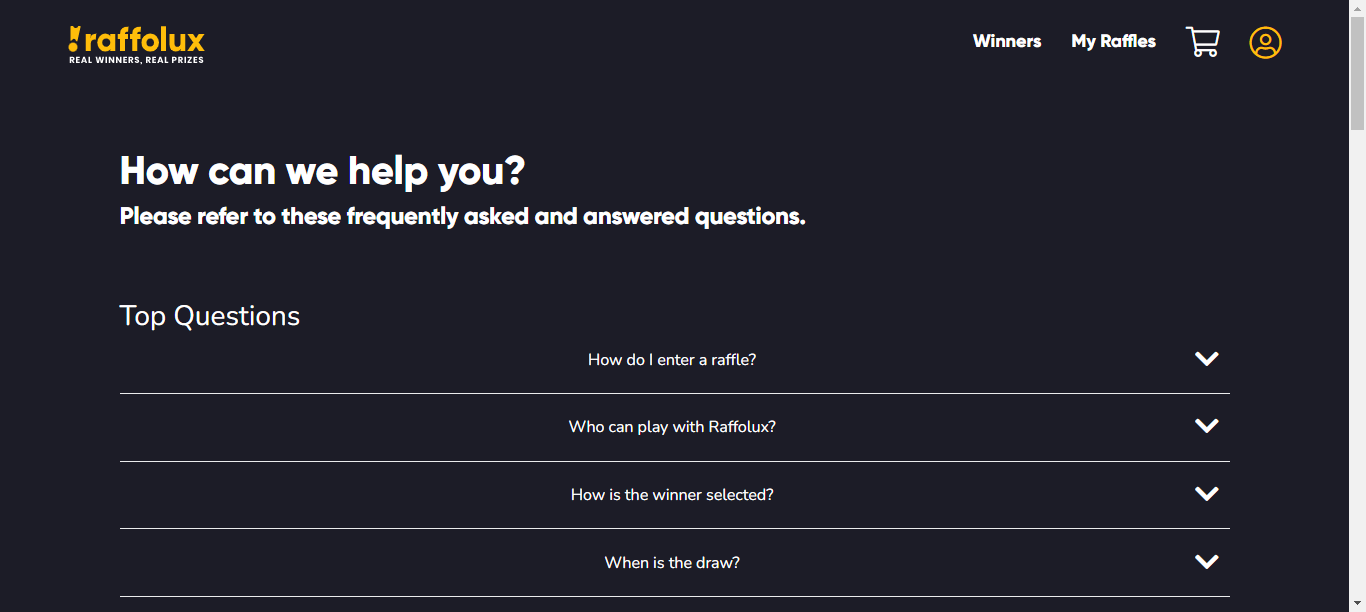 raffolux
REAL WINNERS, REAL PRIZES
Winners
My Raffles
How can we help you?
Please refer to these frequently asked and answered questions.
Top Questions
How do I enter a raffle?
Who can play with Raffolux?
How is the winner selected?
When is the draw?